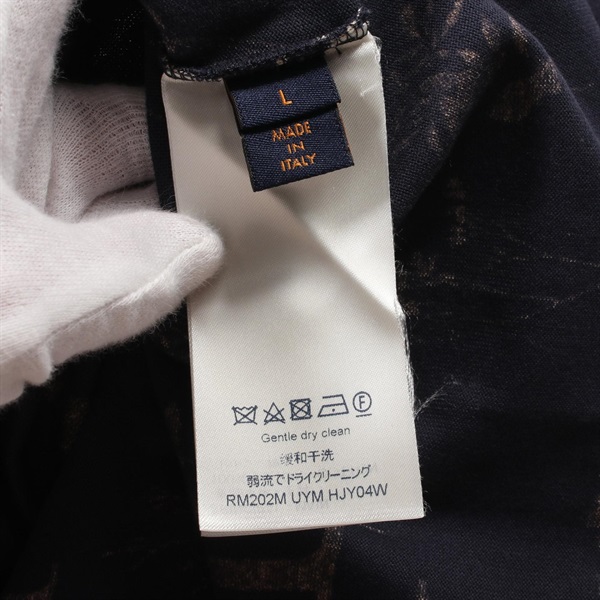 L
MADE
IN
ITALY
F
Gentle dry clean
缓和干洗
弱流でドライクリーニング
RM202M UYM HJY04W